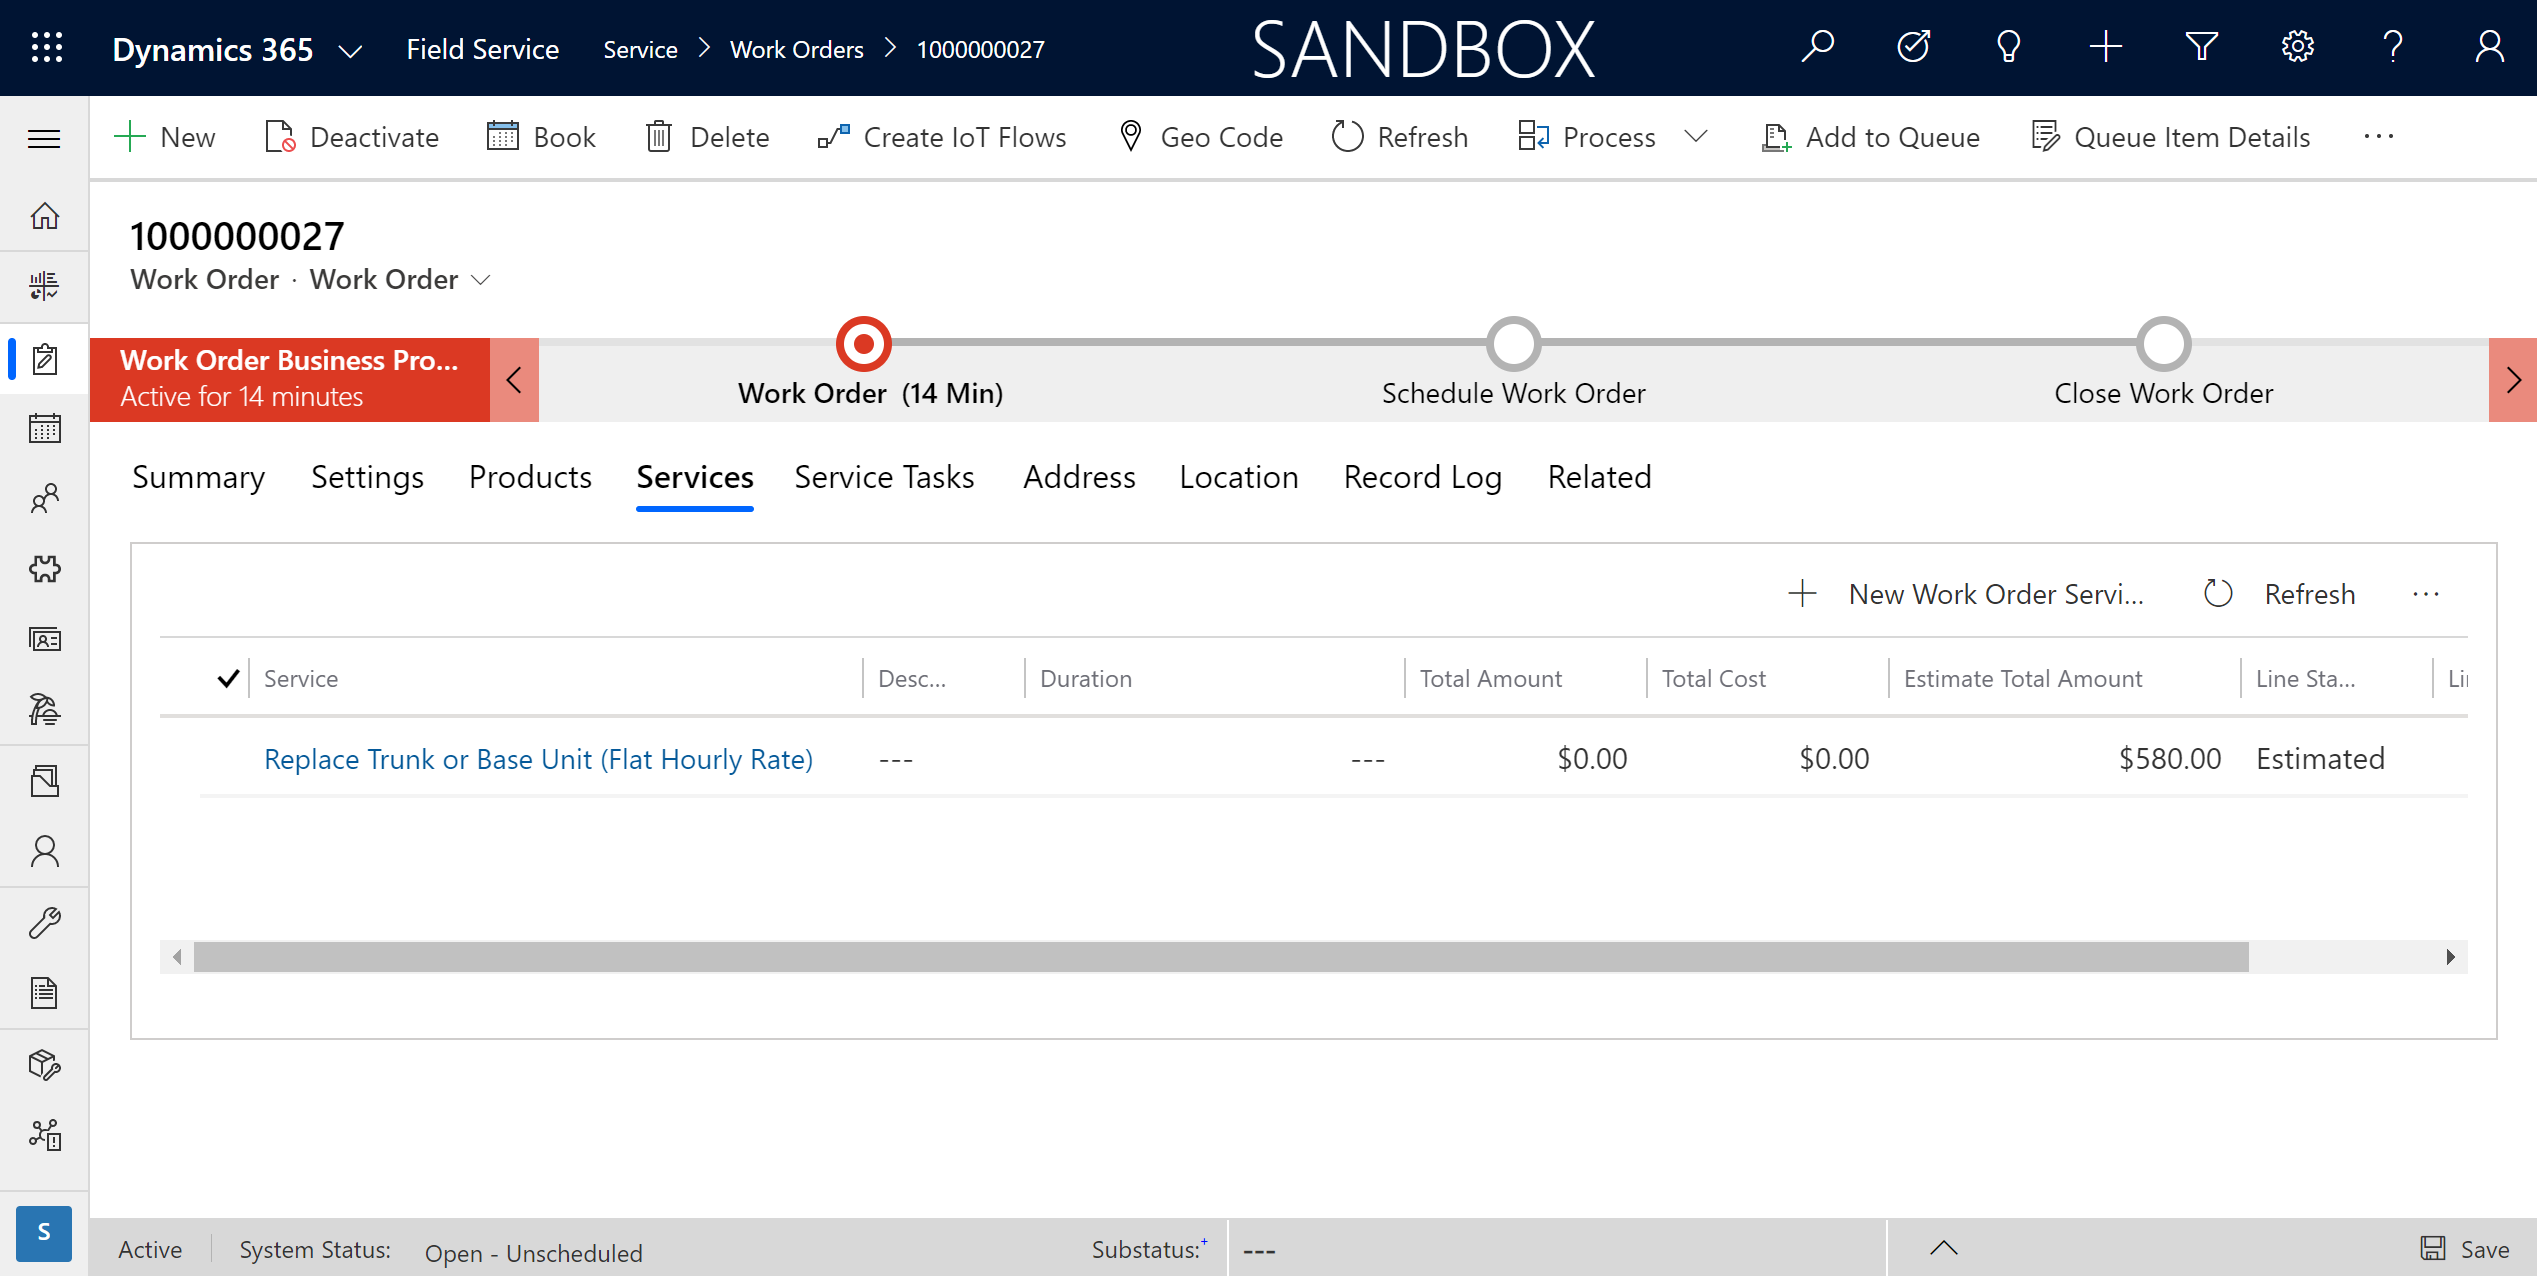 Dynamics 365 Field Service Service > Work Orders > 1000000027 SANDBOX
New Deactivate Book Delete Create IoT Flows Geo Code Refresh Process Add to Queue Queue Item Details ...
1000000027
Work Order · Work Order
Work Order Business Pro...
Active for 14 minutes
Work Order (14 Min) Schedule Work Order Close Work Order
Summary Settings Products Services Service Tasks Address Location Record Log Related
New Work Order Servi... Refresh ...
Service Desc... Duration Total Amount Total Cost Estimate Total Amount Line Sta...
Replace Trunk or Base Unit (Flat Hourly Rate) --- --- $0.00 $0.00 $580.00 Estimated
S
Active System Status: Open - Unscheduled Substatus:+ --- Save